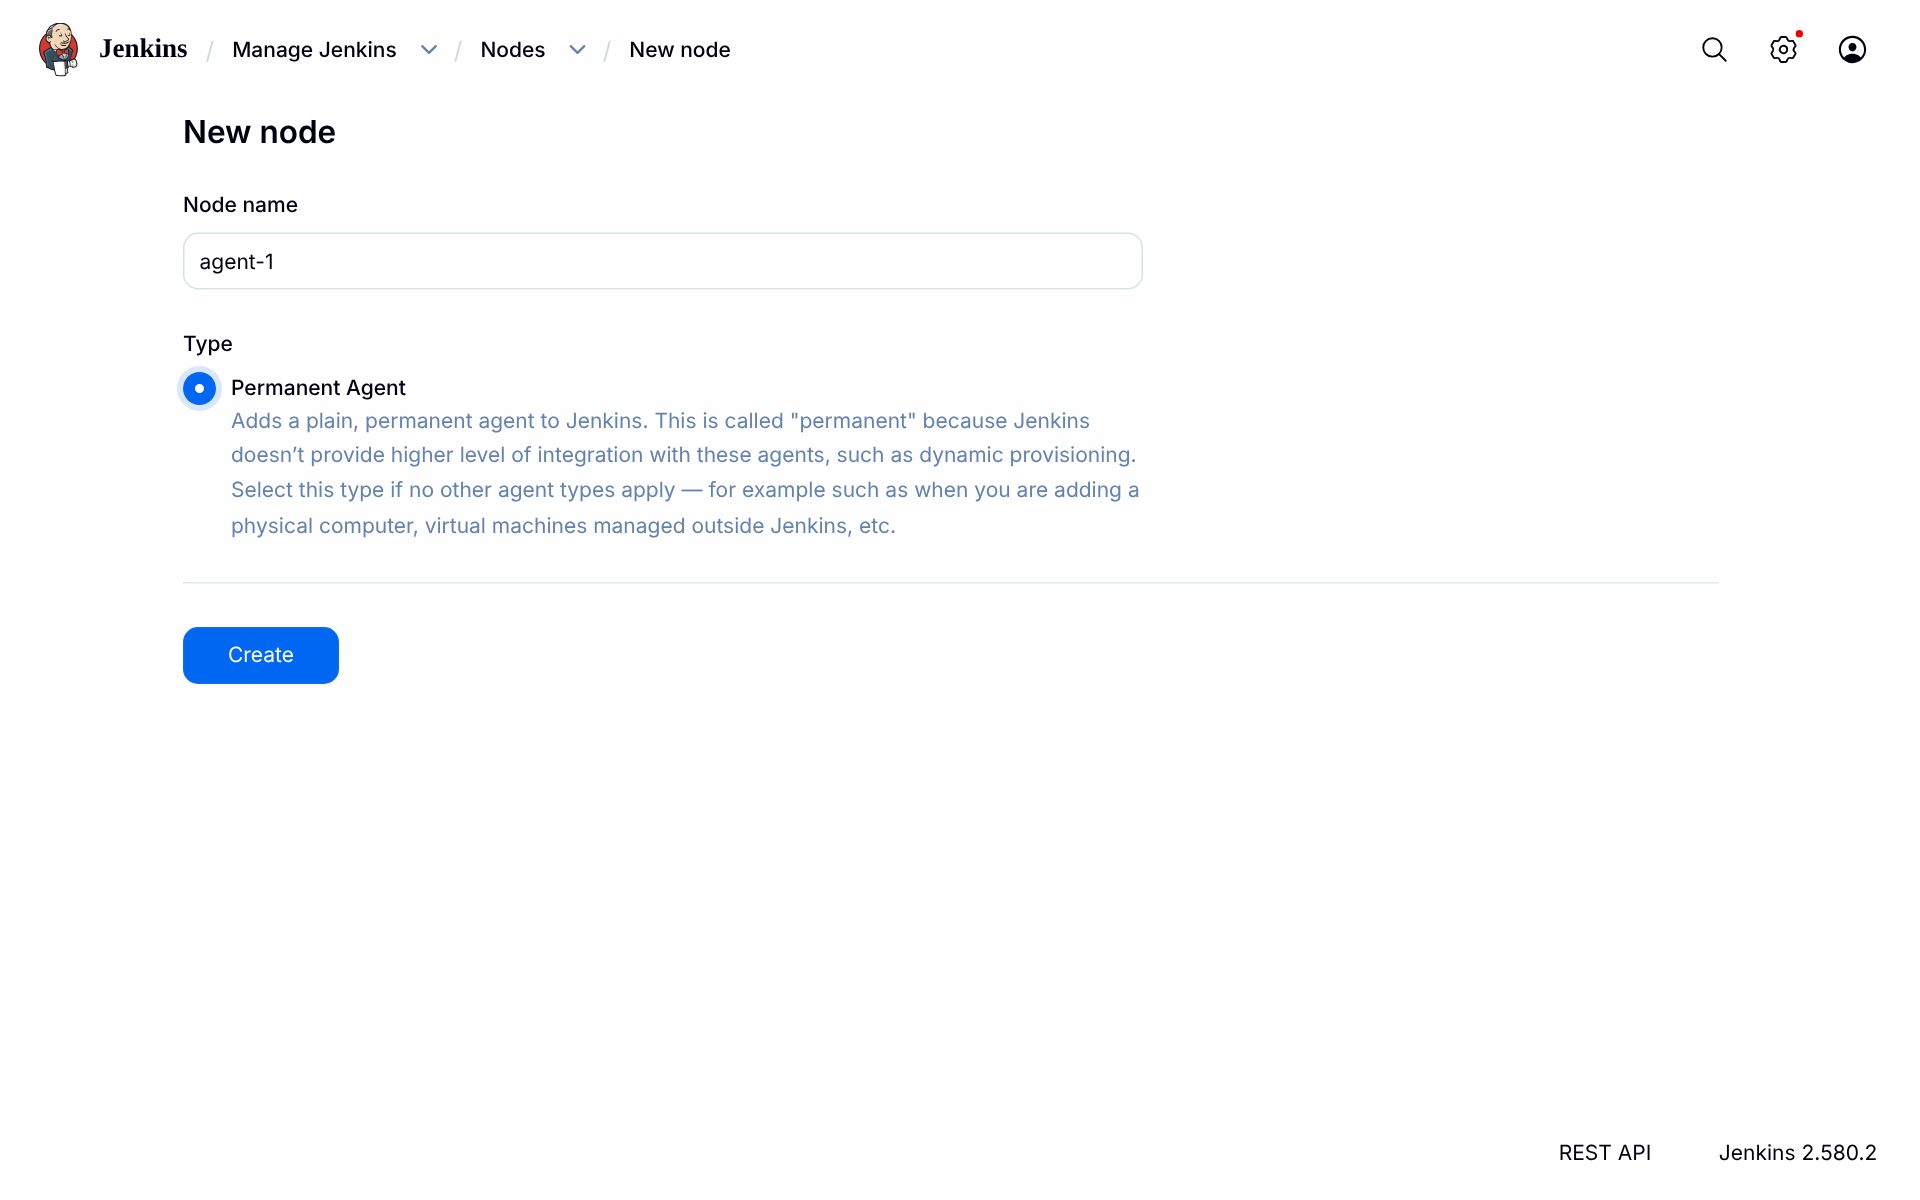 Jenkins / Manage Jenkins / Nodes / New node
New node
Node name
agent-1
Type
Permanent Agent
Adds a plain, permanent agent to Jenkins. This is called "permanent" because Jenkins
doesn’t provide higher level of integration with these agents, such as dynamic provisioning.
Select this type if no other agent types apply — for example such as when you are adding a
physical computer, virtual machines managed outside Jenkins, etc.
Create
REST API Jenkins 2.580.2